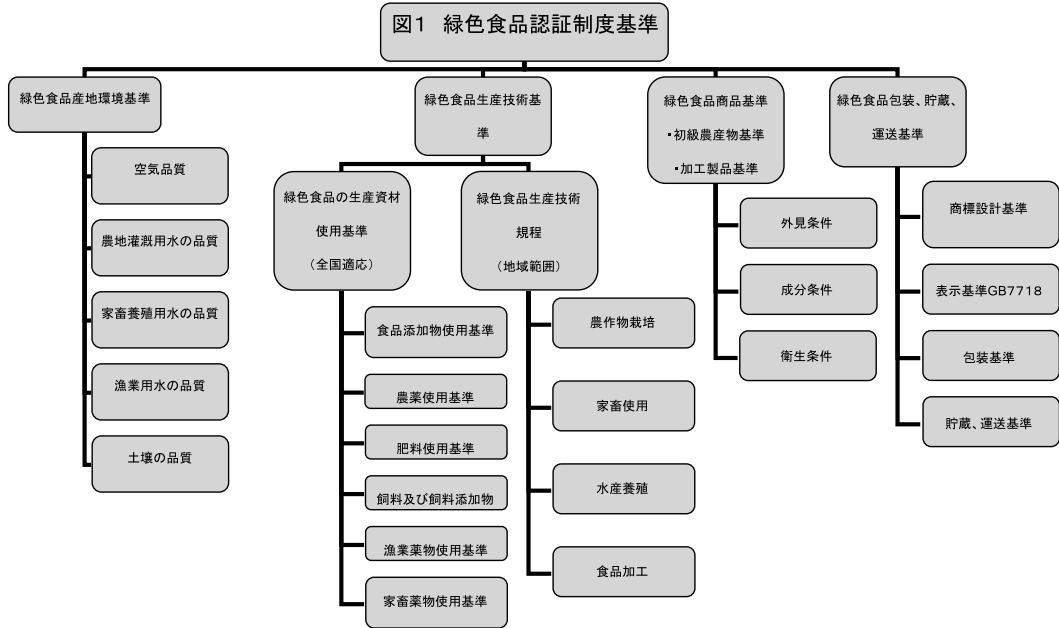 図1 緑色食品認証制度基準
緑色食品産地環境基準
空気品質
農地灌漑用水の品質
家畜養殖用水の品質
漁業用水の品質
土壌の品質
緑色食品生産技術基
準
緑色食品の生産資材
使用基準
（全国適応）
食品添加物使用基準
農薬使用基準
肥料使用基準
飼料及び飼料添加物
漁業薬物使用基準
家畜薬物使用基準
緑色食品生産技術
規程
（地域範囲）
農作物栽培
家畜使用
水産養殖
食品加工
緑色食品商品基準
・初級農産物基準
・加工製品基準
外見条件
成分条件
衛生条件
緑色食品包装、貯蔵、
運送基準
商標設計基準
表示基準GB7718
包装基準
貯蔵、運送基準